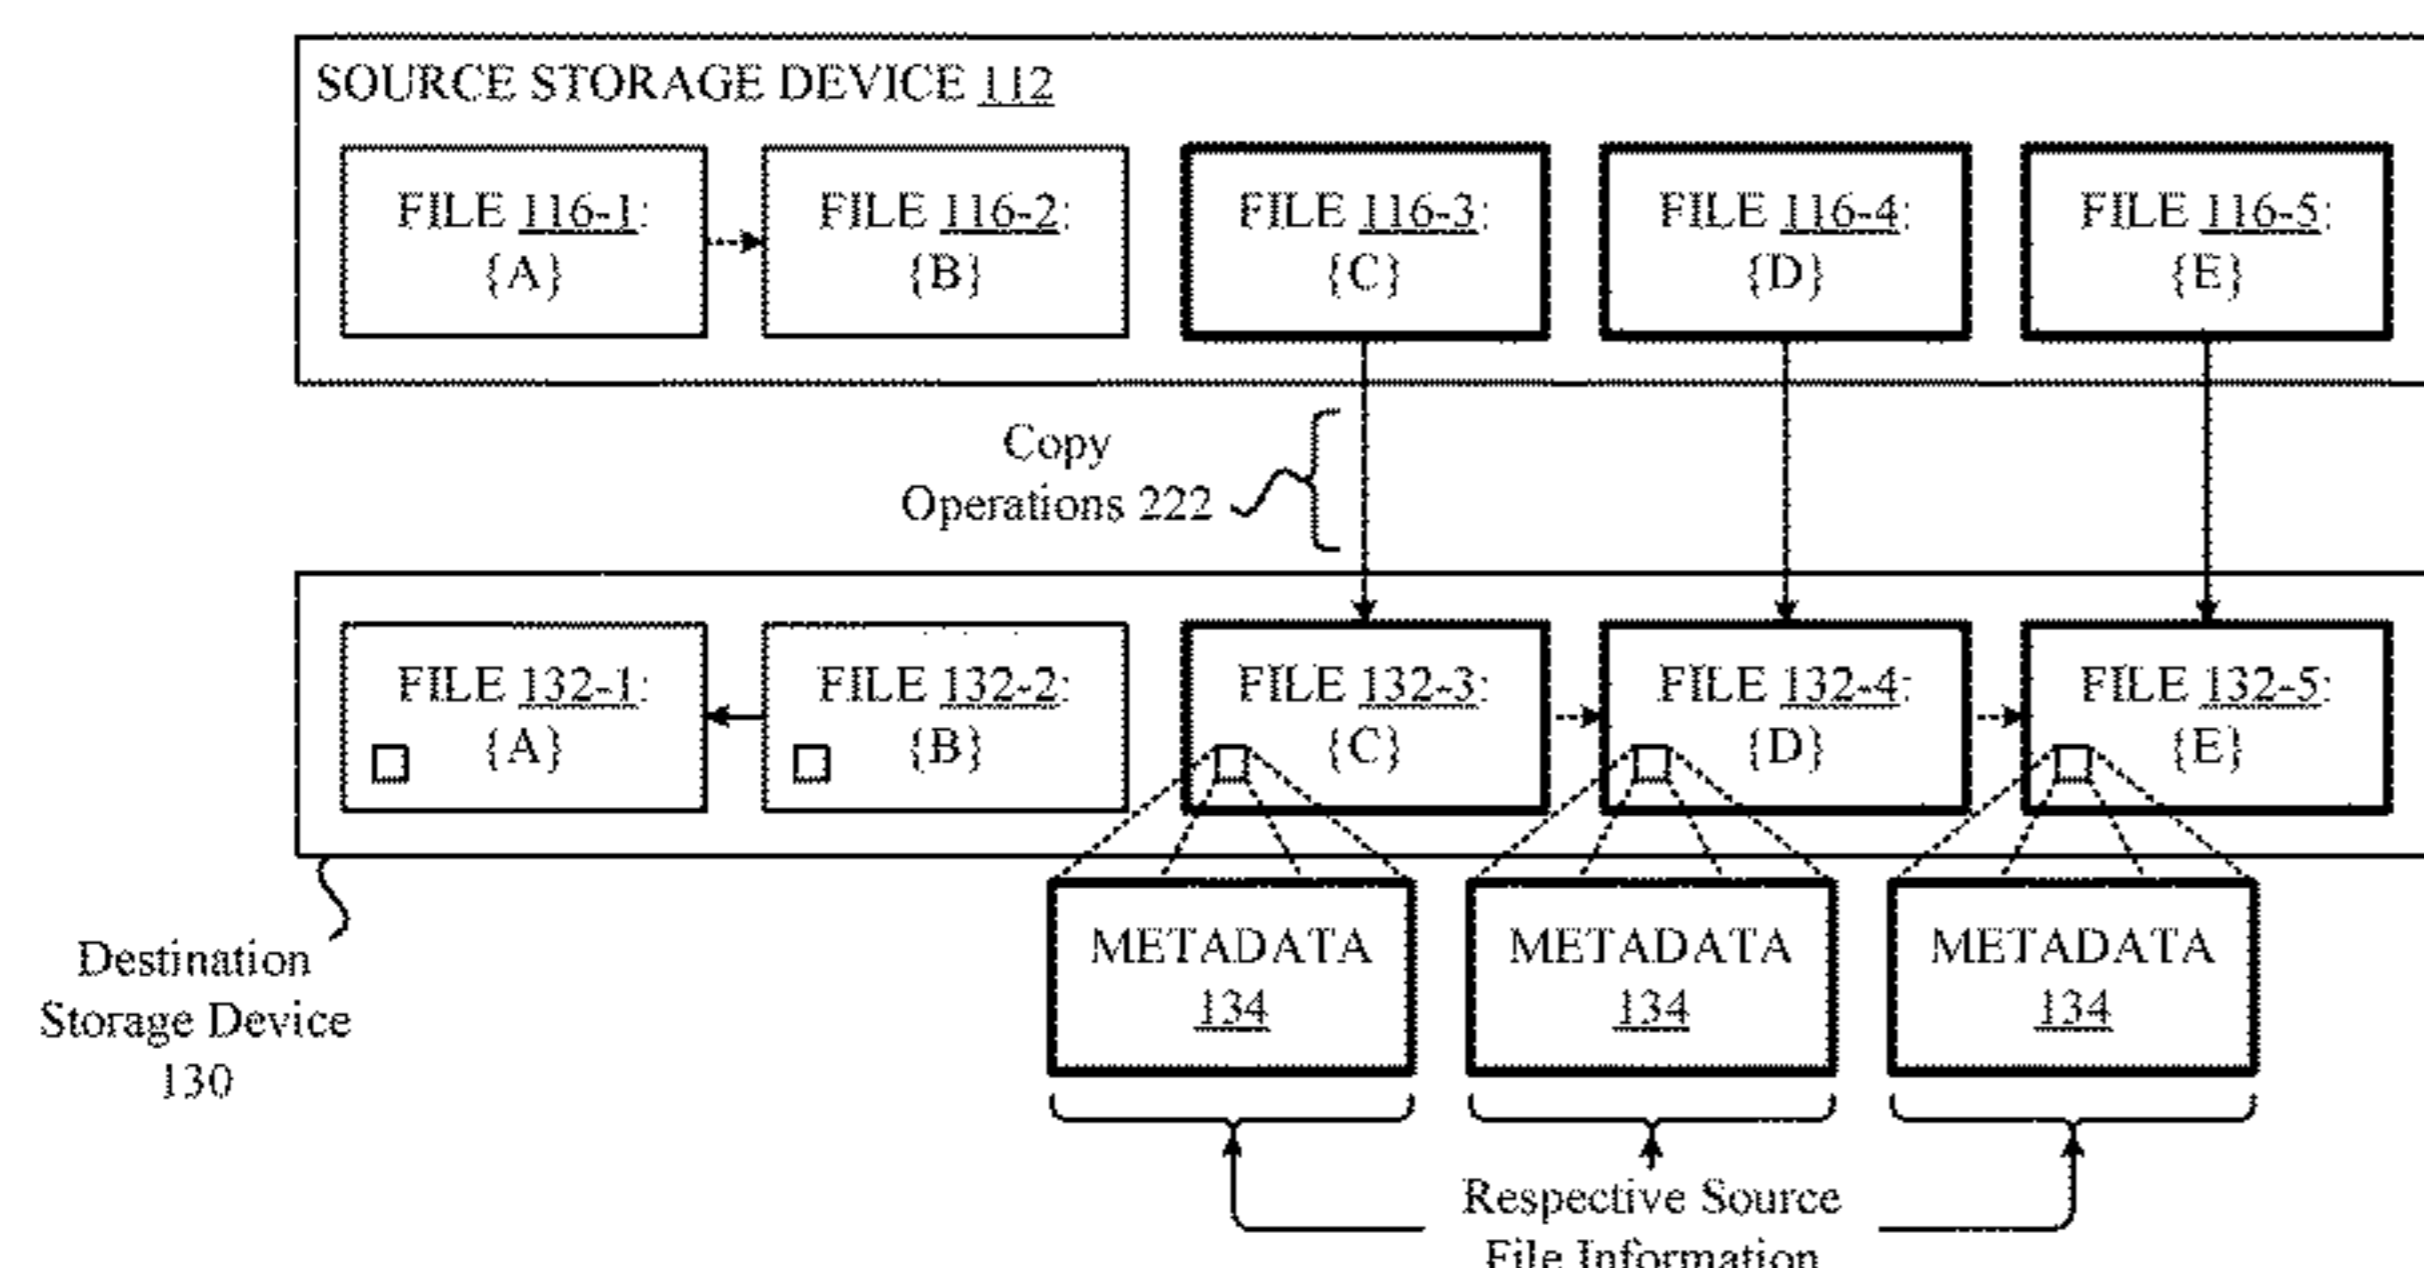 SOURCE STORAGE DEVICE 112
FILE 116-1:
{A}
FILE 116-2:
{B}
FILE 116-3:
{C}
FILE 116-4:
{D}
FILE 116-5:
{E}
Copy
Operations 222
FILE 132-1:
{A}
FILE 132-2:
{B}
FILE 132-3:
{C}
FILE 132-4:
{D}
FILE 132-5:
{E}
Destination
Storage Device
130
METADATA
134
METADATA
134
METADATA
134
Respective Source
File Information